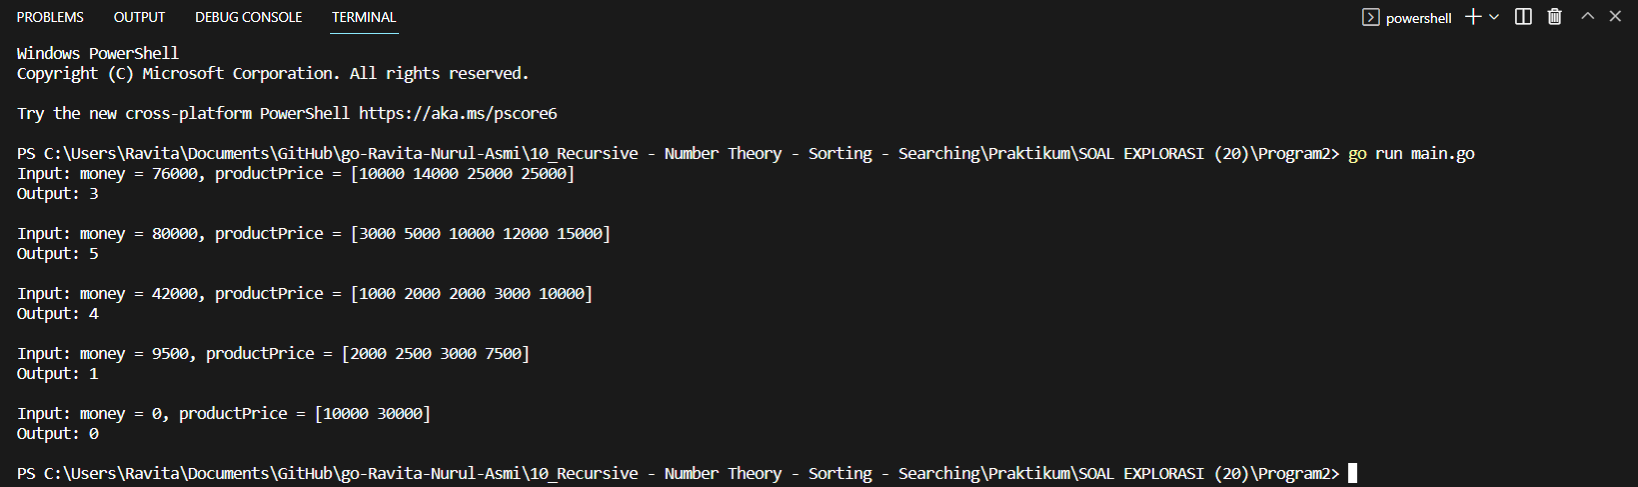 PROBLEMS OUTPUT DEBUG CONSOLE TERMINAL powershell
Windows PowerShell
Copyright (C) Microsoft Corporation. All rights reserved.
Try the new cross-platform PowerShell https://aka.ms/pscore6
PS C:\Users\Ravita\Documents\GitHub\go-Ravita-Nurul-Asmi\10_Recursive - Number Theory - Sorting - Searching\Praktikum\SOAL EXPLORASI (20)\Program2> go run main.go
Input: money = 76000, productPrice = [10000 14000 25000 25000]
Output: 3
Input: money = 80000, productPrice = [3000 5000 10000 12000 15000]
Output: 5
Input: money = 42000, productPrice = [1000 2000 2000 3000 10000]
Output: 4
Input: money = 9500, productPrice = [2000 2500 3000 7500]
Output: 1
Input: money = 0, productPrice = [10000 30000]
Output: 0
PS C:\Users\Ravita\Documents\GitHub\go-Ravita-Nurul-Asmi\10_Recursive - Number Theory - Sorting - Searching\Praktikum\SOAL EXPLORASI (20)\Program2>